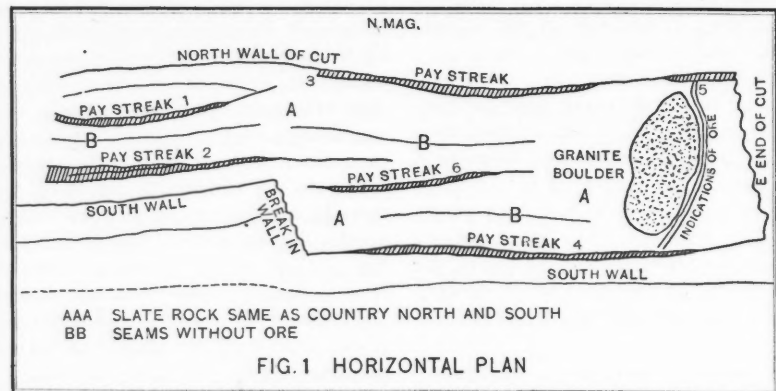 N. MAG.
NORTH WALL OF CUT
3
PAY STREAK
5
PAY STREAK 1
A
B
B
GRANITE
BOULDER
INDICATIONS OF ORE
E END OF CUT
PAY STREAK 2
PAY STREAK 6
A
SOUTH WALL
BREAK IN
WALL
A
B
PAY STREAK 4
SOUTH WALL
AAA SLATE ROCK SAME AS COUNTRY NORTH AND SOUTH
BB SEAMS WITHOUT ORE
FIG. 1 HORIZONTAL PLAN